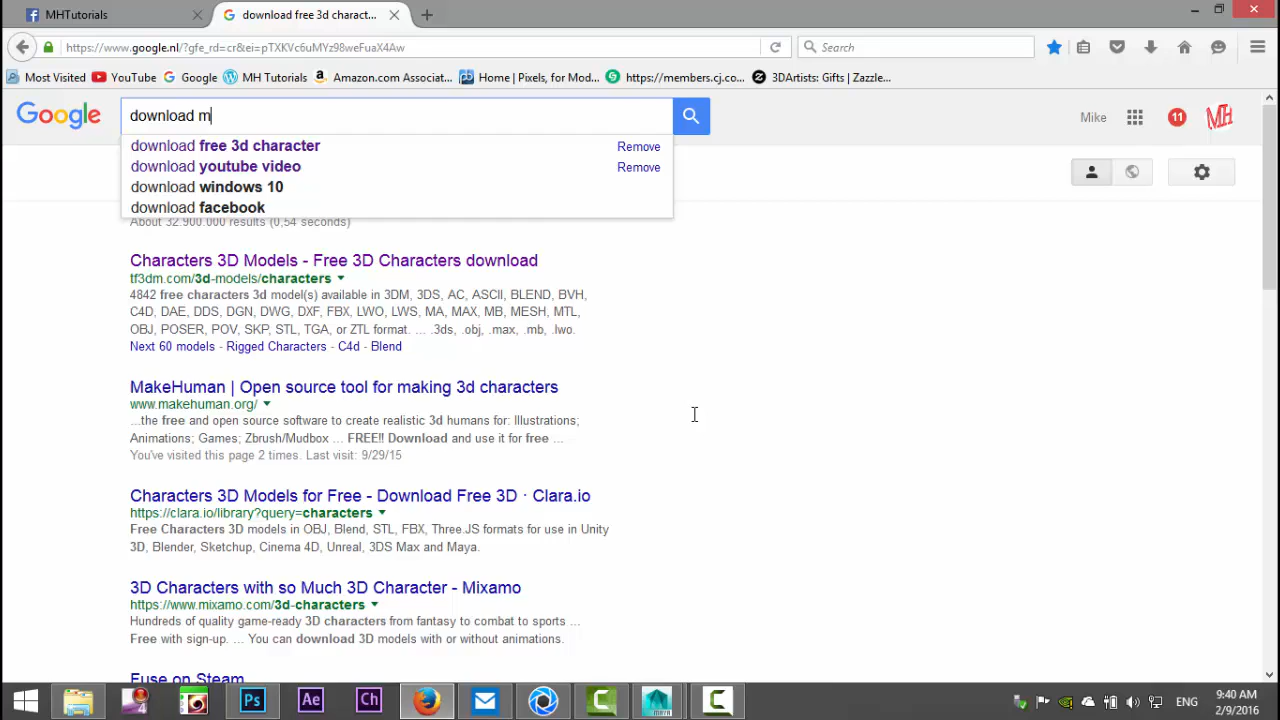 MHTutorials
download free 3d charact...
https://www.google.nl/?gfe_rd=cr&ei=pTXKVc6uMYz98weFuaX4Aw
Search
Most Visited YouTube Google MH Tutorials Amazon.com Associat... Home | Pixels, for Mod... https://members.cj.co... 3DArtists: Gifts | Zazzle...
Google
download m
Mike
11
MH
download free 3d character Remove
download youtube video Remove
download windows 10
download facebook
About 32.900.000 results (0,54 seconds)
Characters 3D Models - Free 3D Characters download
tf3dm.com/3d-models/characters
4842 free characters 3d model(s) available in 3DM, 3DS, AC, ASCII, BLEND, BVH,
C4D, DAE, DDS, DGN, DWG, DXF, FBX, LWO, LWS, MA, MAX, MB, MESH, MTL,
OBJ, POSER, POV, SKP, STL, TGA, or ZTL format. ... .3ds, .obj, .max, .mb, .lwo.
Next 60 models - Rigged Characters - C4d - Blend
MakeHuman | Open source tool for making 3d characters
www.makehuman.org/
...the free and open source software to create realistic 3d humans for: Illustrations;
Animations; Games; Zbrush/Mudbox ... FREE!! Download and use it for free ...
You've visited this page 2 times. Last visit: 9/29/15
Characters 3D Models for Free - Download Free 3D · Clara.io
https://clara.io/library?query=characters
Free Characters 3D models in OBJ, Blend, STL, FBX, Three.JS formats for use in Unity
3D, Blender, Sketchup, Cinema 4D, Unreal, 3DS Max and Maya.
3D Characters with so Much 3D Character - Mixamo
https://www.mixamo.com/3d-characters
Hundreds of quality game-ready 3D characters from fantasy to combat to sports ...
Free with sign-up. ... You can download 3D models with or without animations.
Fuse on Steam
Ps Ae Ch C C
ENG
9:40 AM
2/9/2016